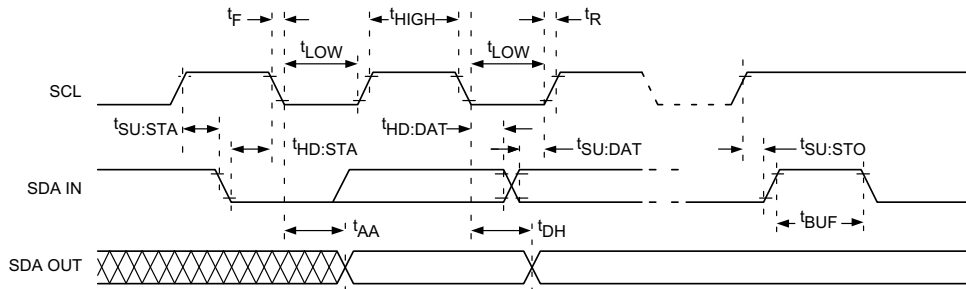 tF tHIGH tR
tLOW tLOW
SCL
tSU:STA tHD:STA tHD:DAT tSU:DAT tSU:STO
SDA IN
tAA tDH tBUF
SDA OUT